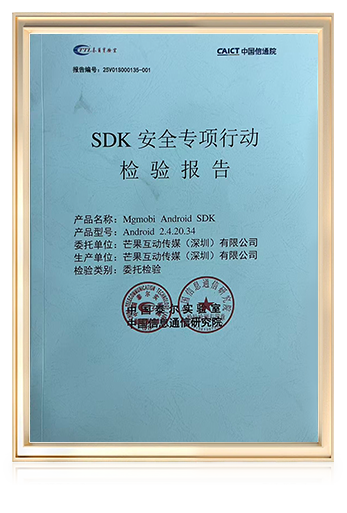 泰尔实验室
CAICT 中国信通院
报告编号：25V01S000135-001
SDK 安全专项行动
检 验 报 告
产品名称： Mgmobi Android SDK
产品型号： Android 2.4.20.34
委托单位： 芒果互动传媒（深圳）有限公司
生产单位： 芒果互动传媒（深圳）有限公司
检验类别： 委托检验
中国泰尔实验室
中国信息通信研究院